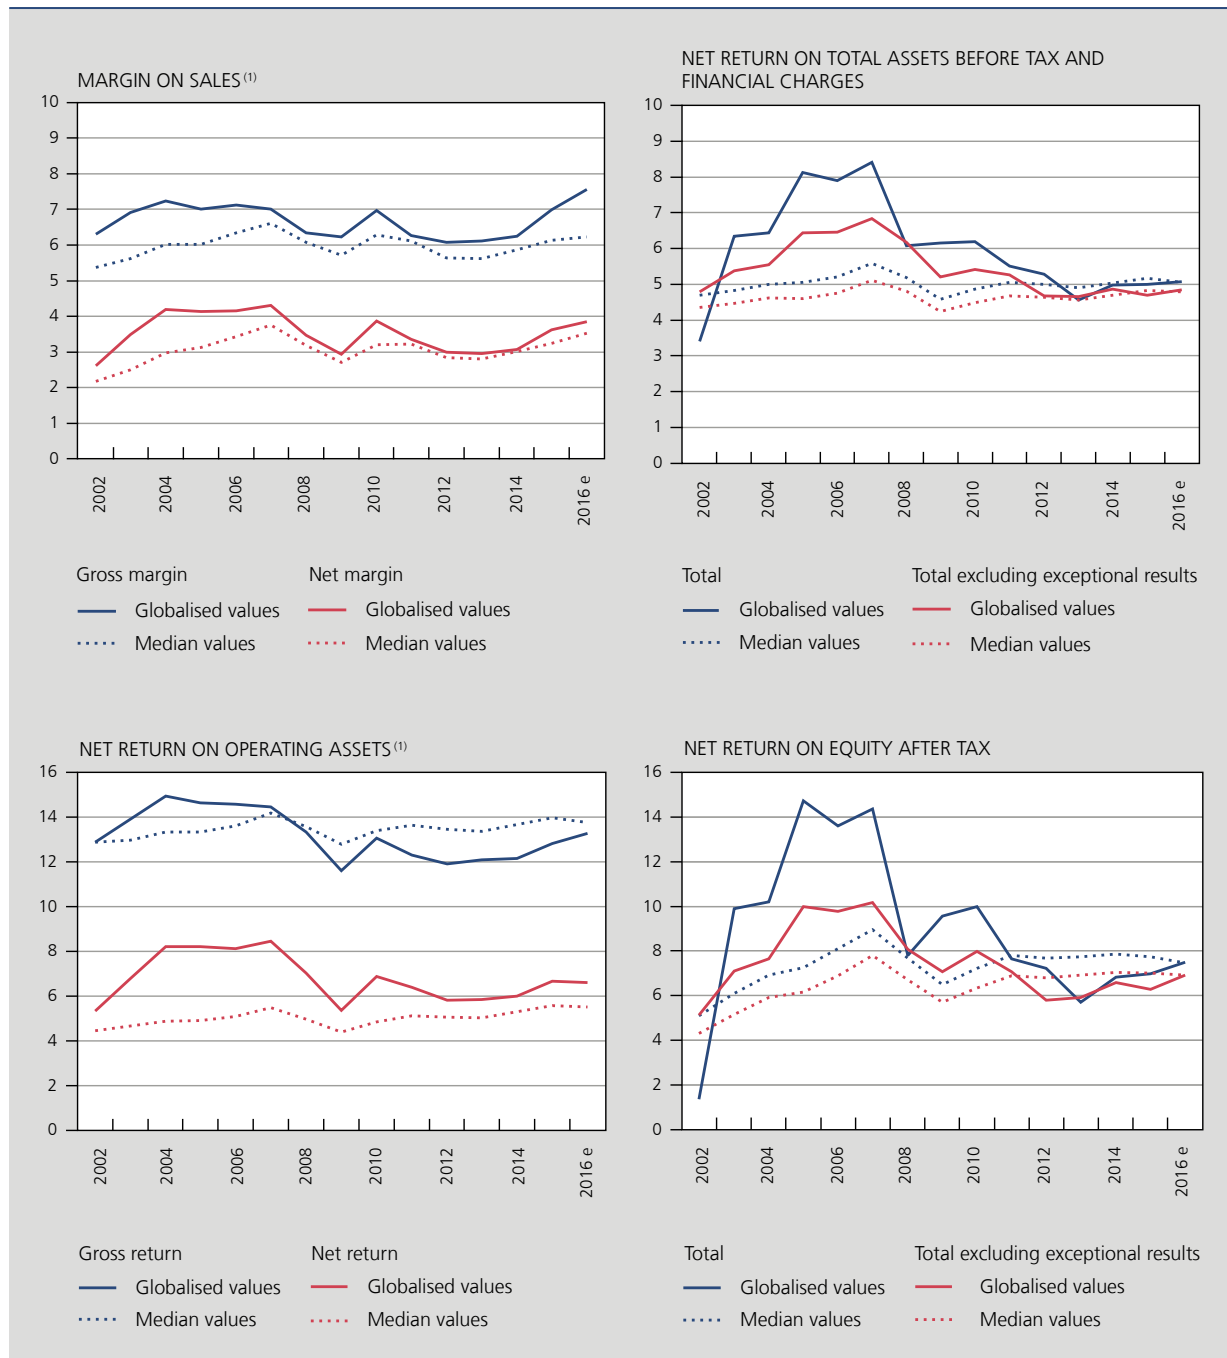 MARGIN ON SALES (1)
10
9
8
7
6
5
4
3
2
1
0
2002
2004
2006
2008
2010
2012
2014
2016 e
Gross margin
Globalised values
Median values
Net margin
Globalised values
Median values
NET RETURN ON TOTAL ASSETS BEFORE TAX AND
FINANCIAL CHARGES
10
9
8
7
6
5
4
3
2
1
0
2002
2004
2006
2008
2010
2012
2014
2016 e
Total
Globalised values
Median values
Total excluding exceptional results
Globalised values
Median values
NET RETURN ON OPERATING ASSETS (1)
16
14
12
10
8
6
4
2
0
2002
2004
2006
2008
2010
2012
2014
2016 e
Gross return
Globalised values
Median values
Net return
Globalised values
Median values
NET RETURN ON EQUITY AFTER TAX
16
14
12
10
8
6
4
2
0
2002
2004
2006
2008
2010
2012
2014
2016 e
Total
Globalised values
Median values
Total excluding exceptional results
Globalised values
Median values